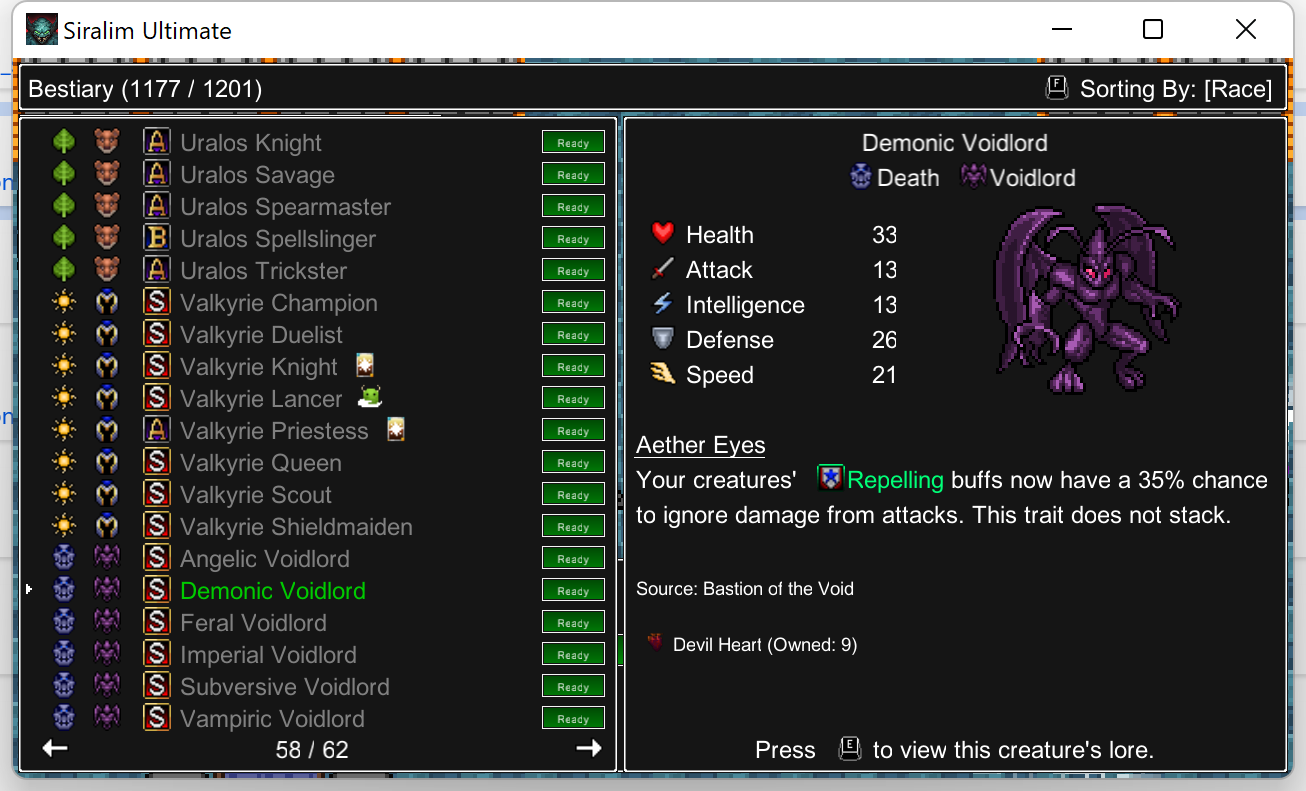 Siralim Ultimate
Bestiary (1177 / 1201)
F Sorting By: [Race]
A Uralos Knight Ready
A Uralos Savage Ready
A Uralos Spearmaster Ready
B Uralos Spellslinger Ready
A Uralos Trickster Ready
S Valkyrie Champion Ready
S Valkyrie Duelist Ready
S Valkyrie Knight Ready
S Valkyrie Lancer Ready
A Valkyrie Priestess Ready
S Valkyrie Queen Ready
S Valkyrie Scout Ready
S Valkyrie Shieldmaiden Ready
S Angelic Voidlord Ready
S Demonic Voidlord Ready
S Feral Voidlord Ready
S Imperial Voidlord Ready
S Subversive Voidlord Ready
S Vampiric Voidlord Ready
58 / 62
Demonic Voidlord
Death Voidlord
Health 33
Attack 13
Intelligence 13
Defense 26
Speed 21
Aether Eyes
Your creatures' Repelling buffs now have a 35% chance
to ignore damage from attacks. This trait does not stack.
Source: Bastion of the Void
Devil Heart (Owned: 9)
Press E to view this creature's lore.